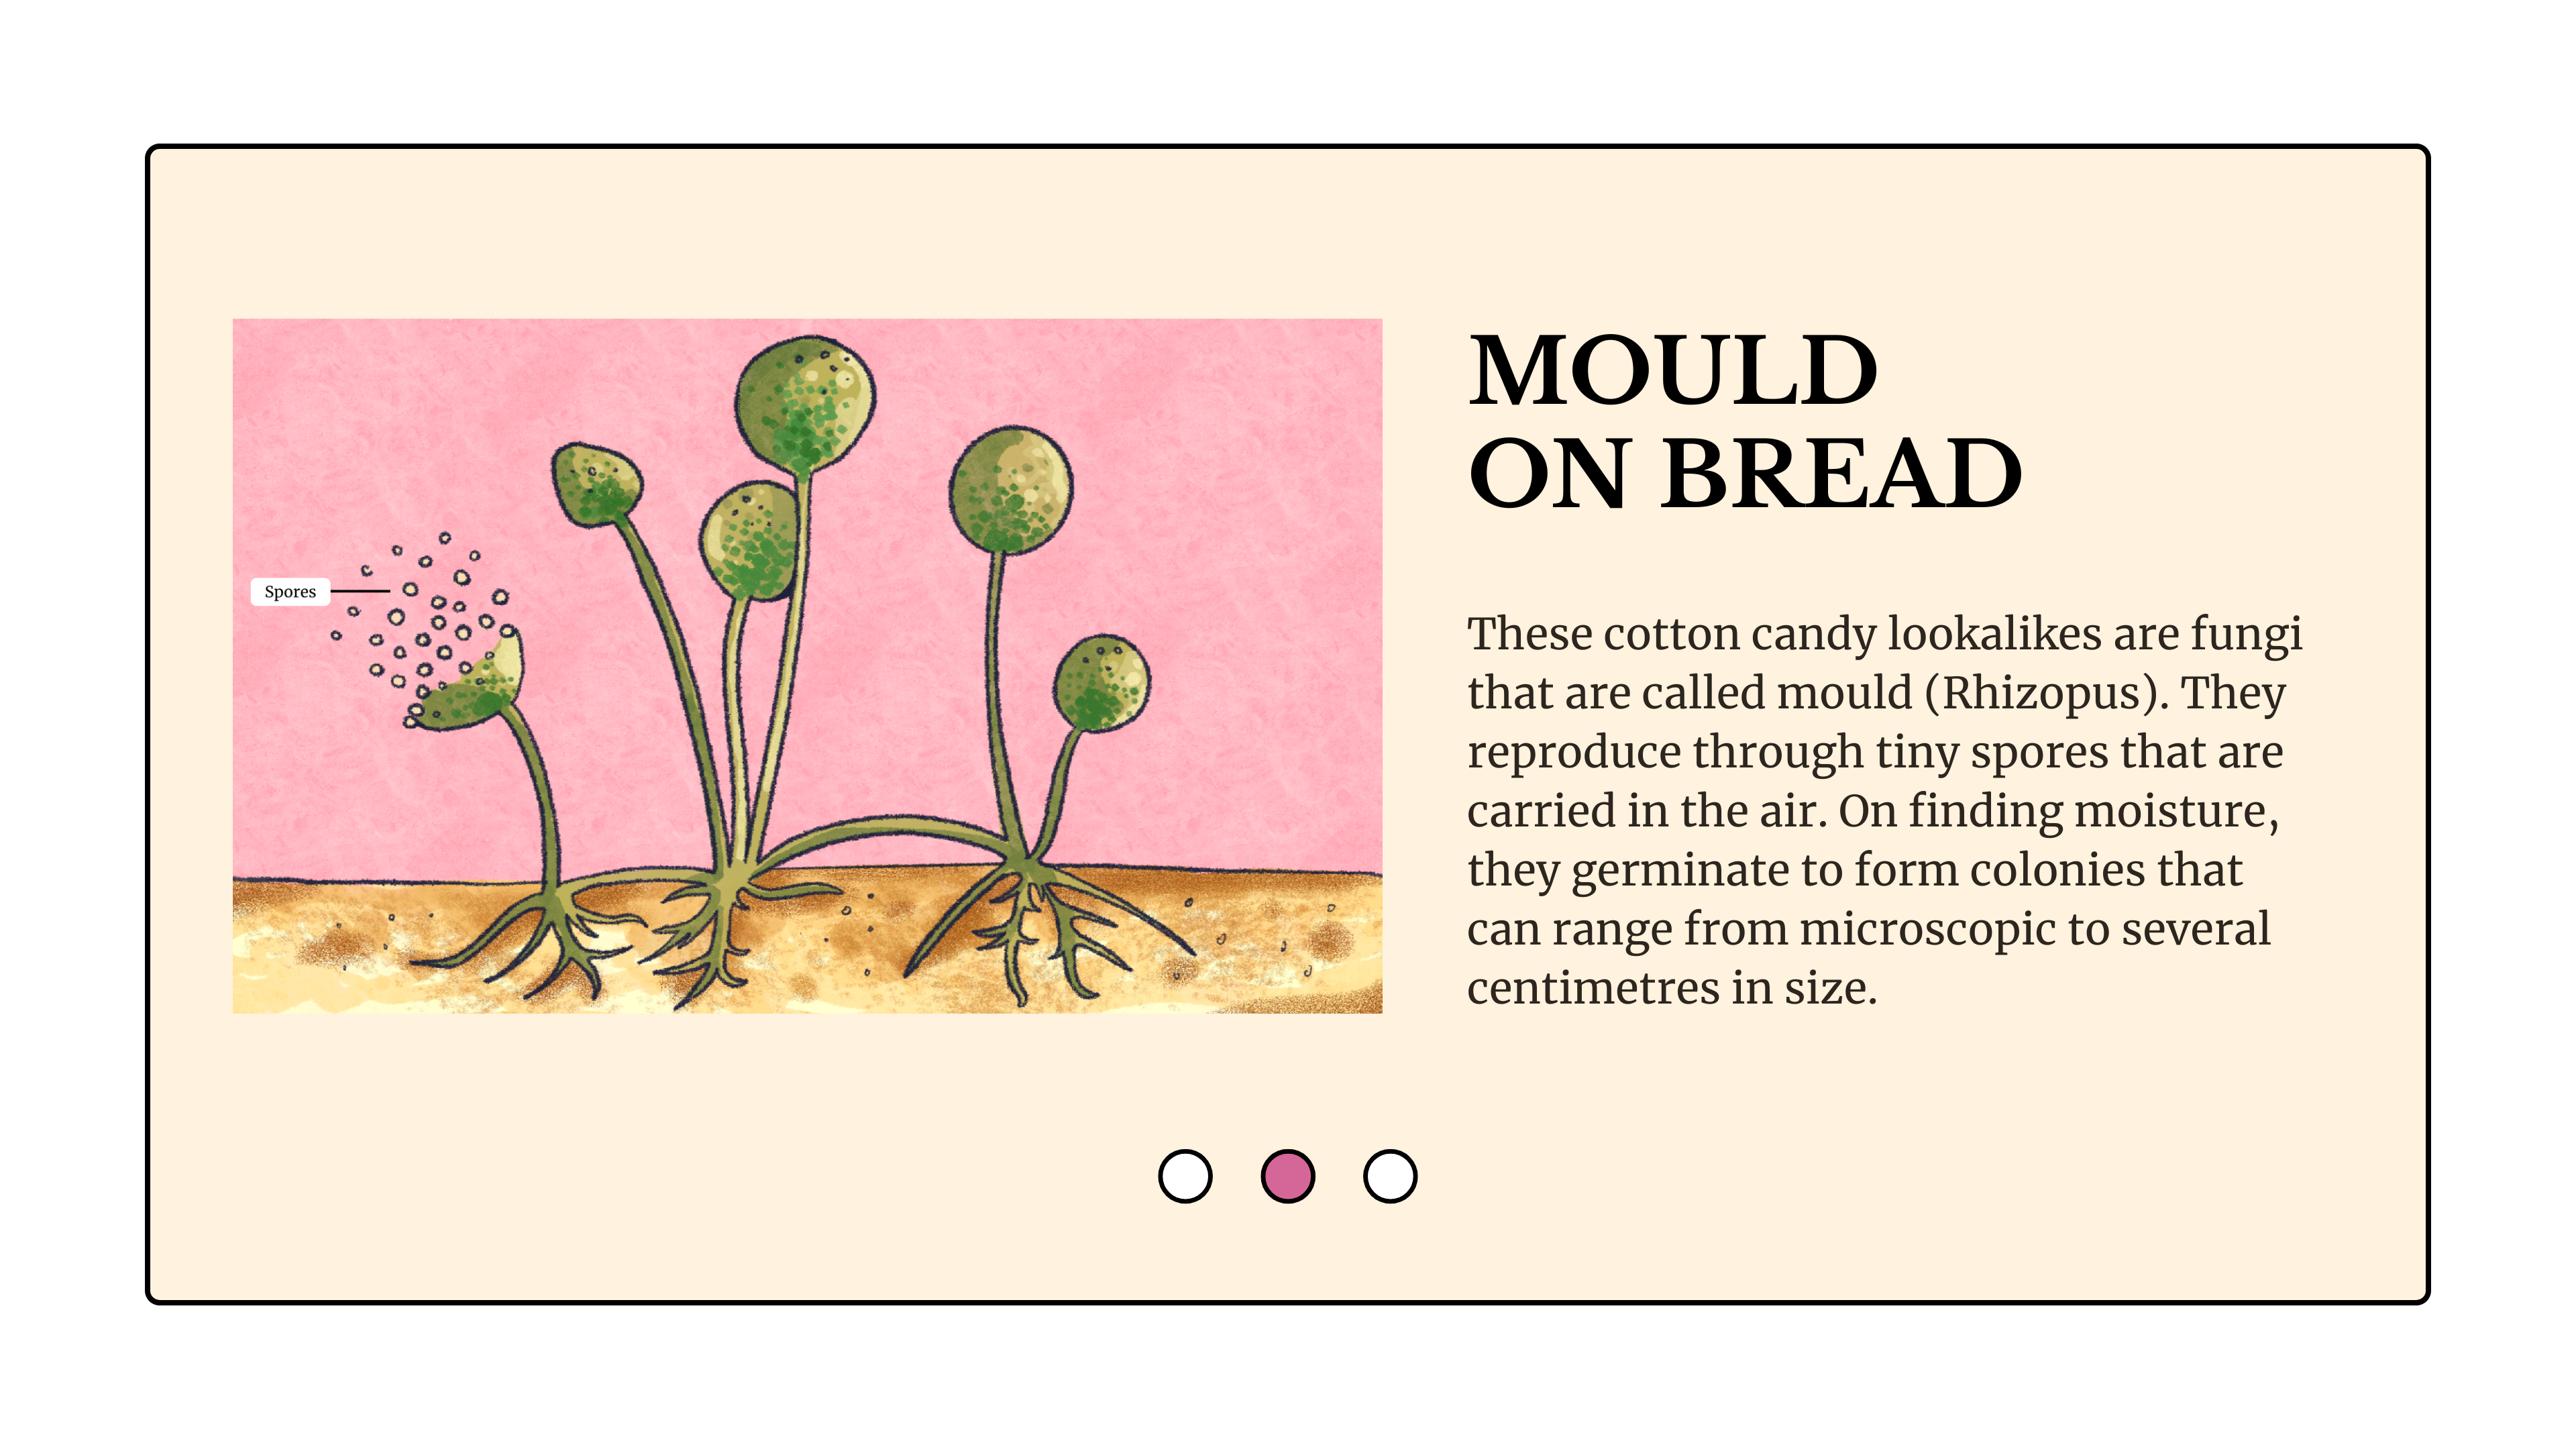 MOULD
ON BREAD
Spores
These cotton candy lookalikes are fungi
that are called mould (Rhizopus). They
reproduce through tiny spores that are
carried in the air. On finding moisture,
they germinate to form colonies that
can range from microscopic to several
centimetres in size.